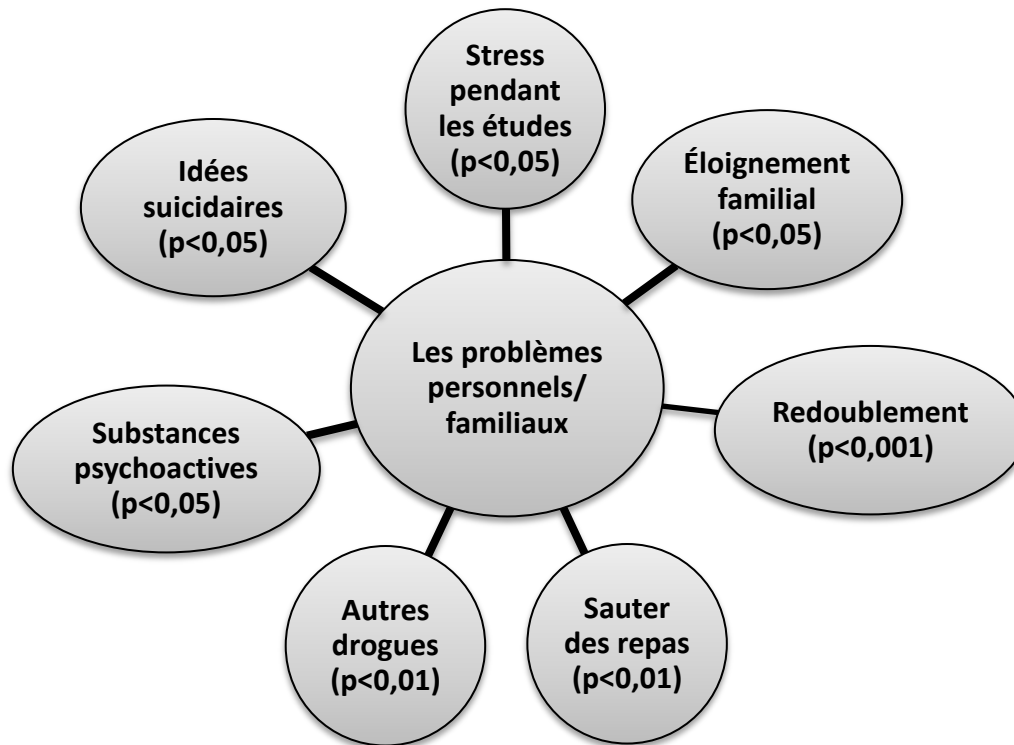 Stress
pendant
les études
(p<0,05)
Éloignement
familial
(p<0,05)
Redoublement
(p<0,001)
Sauter
des repas
(p<0,01)
Autres
drogues
(p<0,01)
Substances
psychoactives
(p<0,05)
Idées
suicidaires
(p<0,05)
Les problèmes
personnels/
familiaux